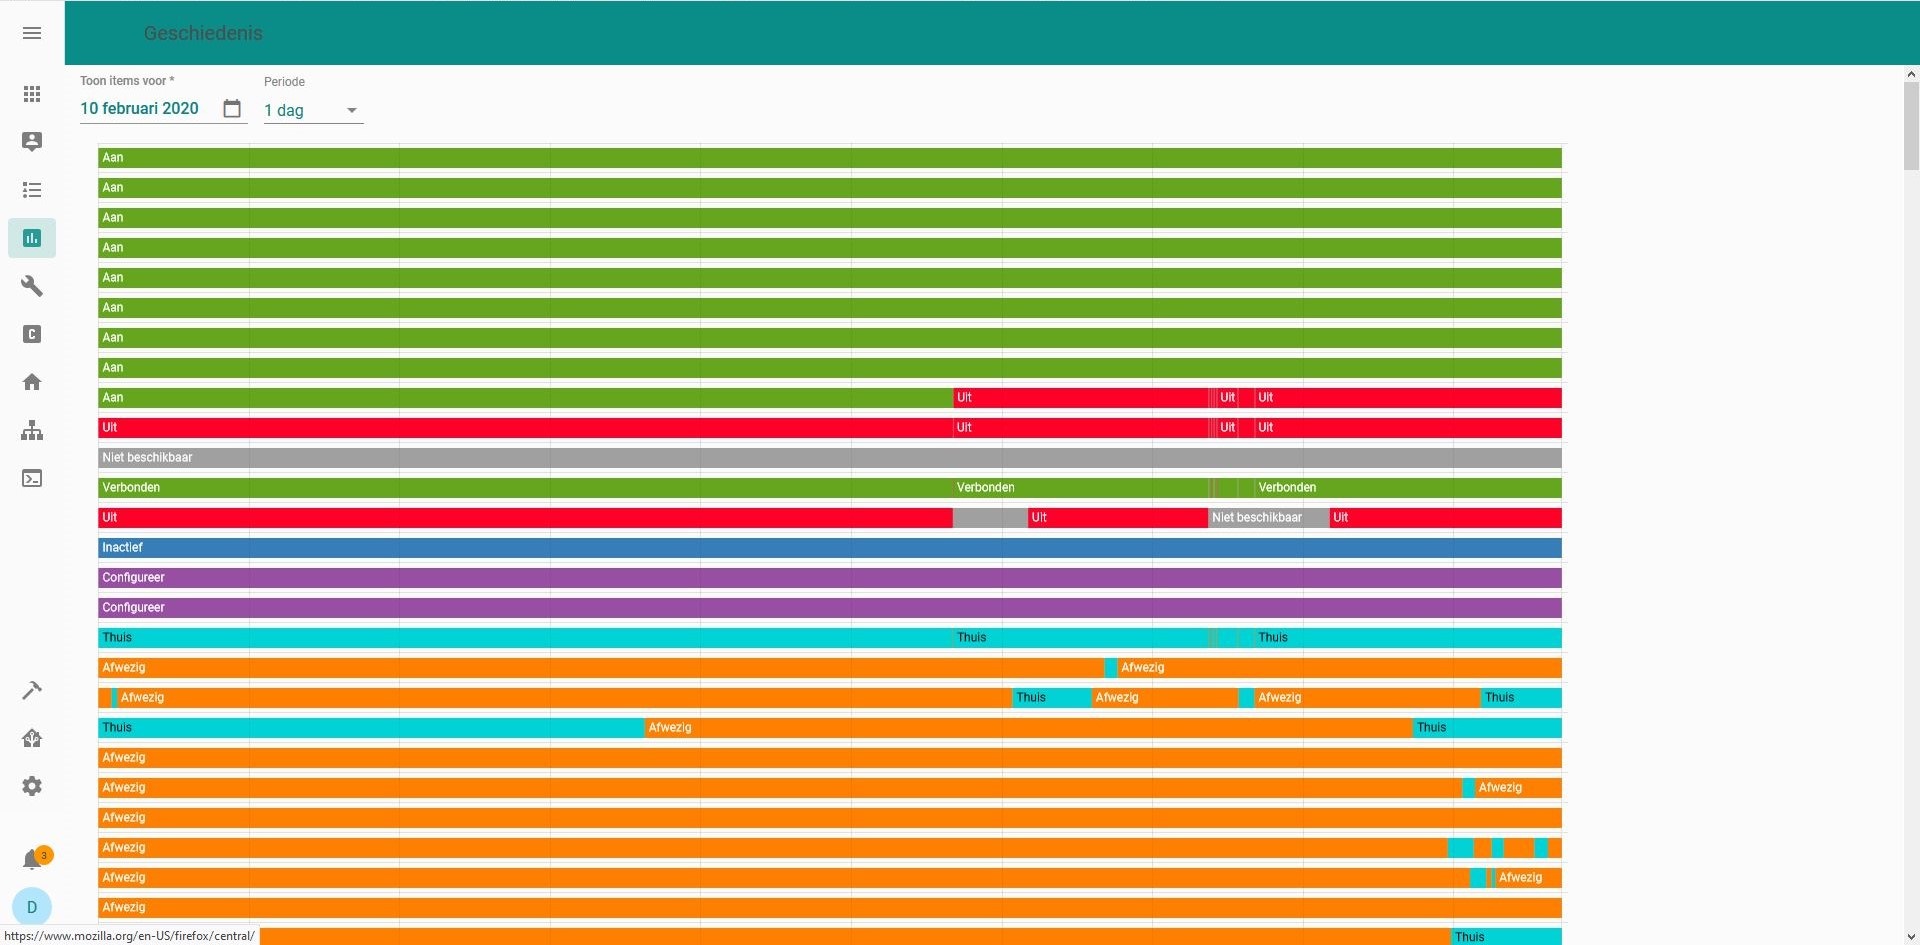 Geschiedenis
Toon items voor *
Periode
10 februari 2020
1 dag
Aan
Aan
Aan
Aan
Aan
Aan
Aan
Aan
Aan Uit Uit Uit
Uit Uit Uit Uit
Niet beschikbaar
Verbonden Verbonden Verbonden
Uit Uit Niet beschikbaar Uit
Inactief
Configureer
Configureer
Thuis Thuis Thuis
Afwezig Afwezig
Afwezig Thuis Afwezig Afwezig Thuis
Thuis Afwezig Thuis
Afwezig
Afwezig Afwezig
Afwezig
Afwezig
Afwezig Afwezig
Afwezig
Thuis
C
3
D
https://www.mozilla.org/en-US/firefox/central/